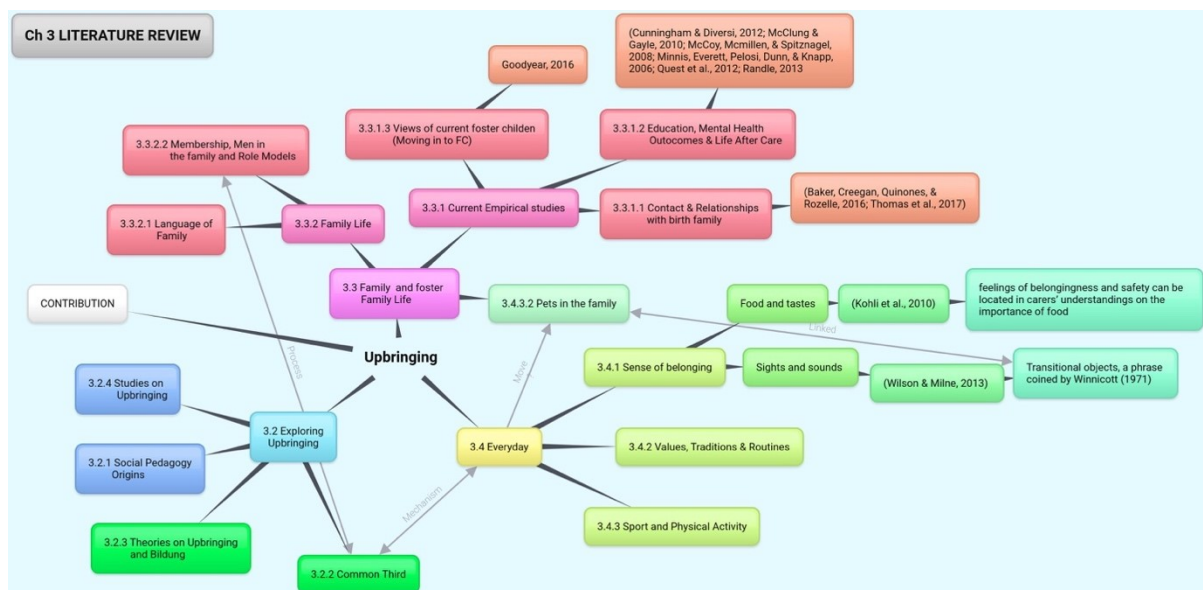 Ch 3 LITERATURE REVIEW
Goodyear, 2016
(Cunningham & Diversi, 2012; McClung &
Gayle, 2010; McCoy, Mcmillen, & Spitznagel,
2008; Minnis, Everett, Pelosi, Dunn, & Knapp,
2006; Quest et al., 2012; Randle, 2013
3.3.2.2 Membership, Men in
the family and Role Models
3.3.1.3 Views of current foster childen
(Moving in to FC)
3.3.1.2 Education, Mental Health
Outocomes & Life After Care
3.3.2.1 Language of
Family
3.3.2 Family Life
3.3.1 Current Empirical studies
3.3.1.1 Contact & Relationships
with birth family
(Baker, Creegan, Quinones, &
Rozelle, 2016; Thomas et al., 2017)
CONTRIBUTION
3.3 Family and foster
Family Life
3.4.3.2 Pets in the family
Food and tastes
(Kohli et al., 2010)
feelings of belongingness and safety can be
located in carers' understandings on the
importance of food
Linked
Process
Upbringing
Move
3.4.1 Sense of belonging
Sights and sounds
(Wilson & Milne, 2013)
Transitional objects, a phrase
coined by Winnicott (1971)
3.2.4 Studies on
Upbringing
3.2 Exploring
Upbringing
3.4 Everyday
3.4.2 Values, Traditions & Routines
3.2.1 Social Pedagogy
Origins
Mechanism
3.4.3 Sport and Physical Activity
3.2.3 Theories on Upbringing
and Bildung
3.2.2 Common Third